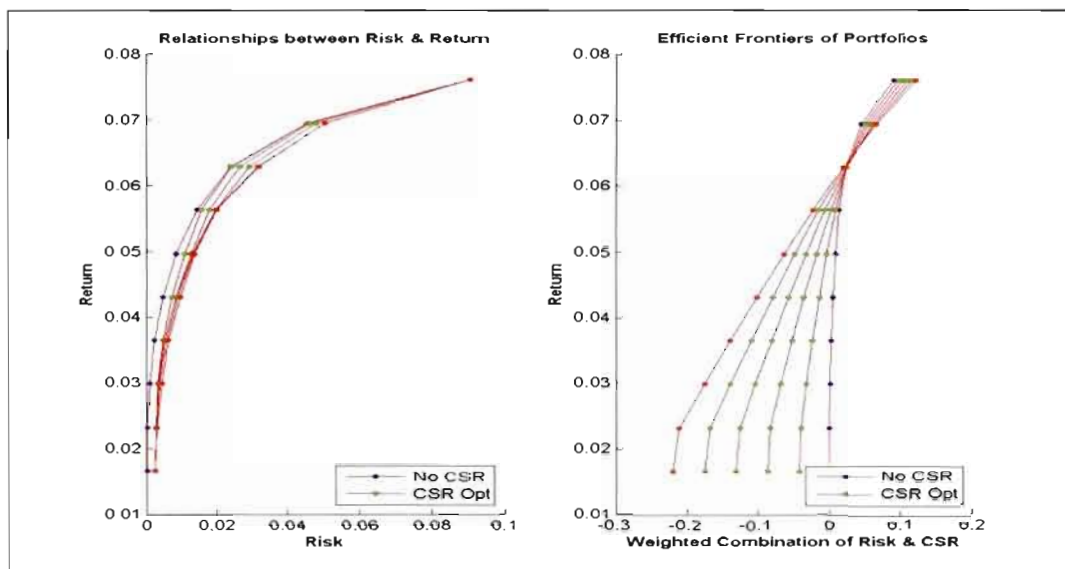 Relationships between Risk & Return
0.08
0.07
0.06
0.05
0.04
0.03
0.02
0.01
Return
0
0.02
0.04
0.06
0.08
0.1
Risk
No CSR
CSR Opt
Efficient Frontiers of Portfolios
0.08
0.07
0.06
0.05
0.04
0.03
0.02
0.01
Return
-0.3
-0.2
-0.1
0
0.1
0.2
Weighted Combination of Risk & CSR
No CSR
CSR Opt